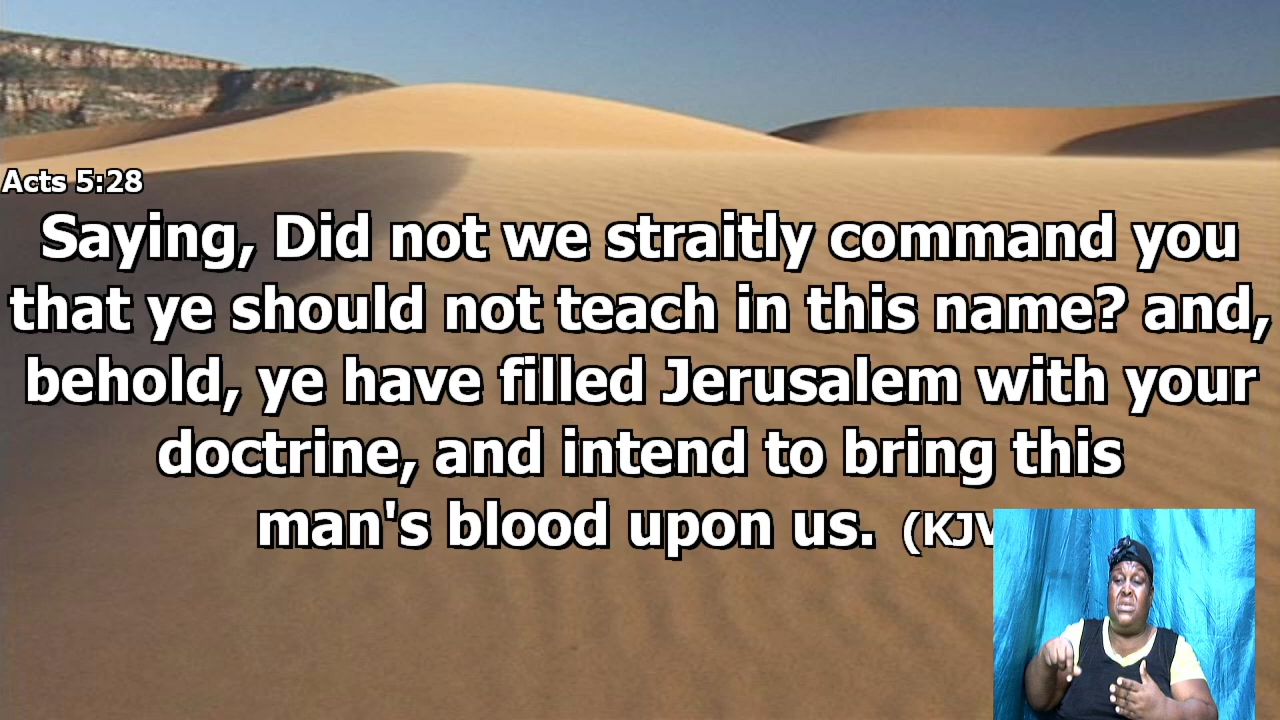 Acts 5:28
Saying, Did not we straitly command you
that ye should not teach in this name? and,
behold, ye have filled Jerusalem with your
doctrine, and intend to bring this
man's blood upon us. (KJV